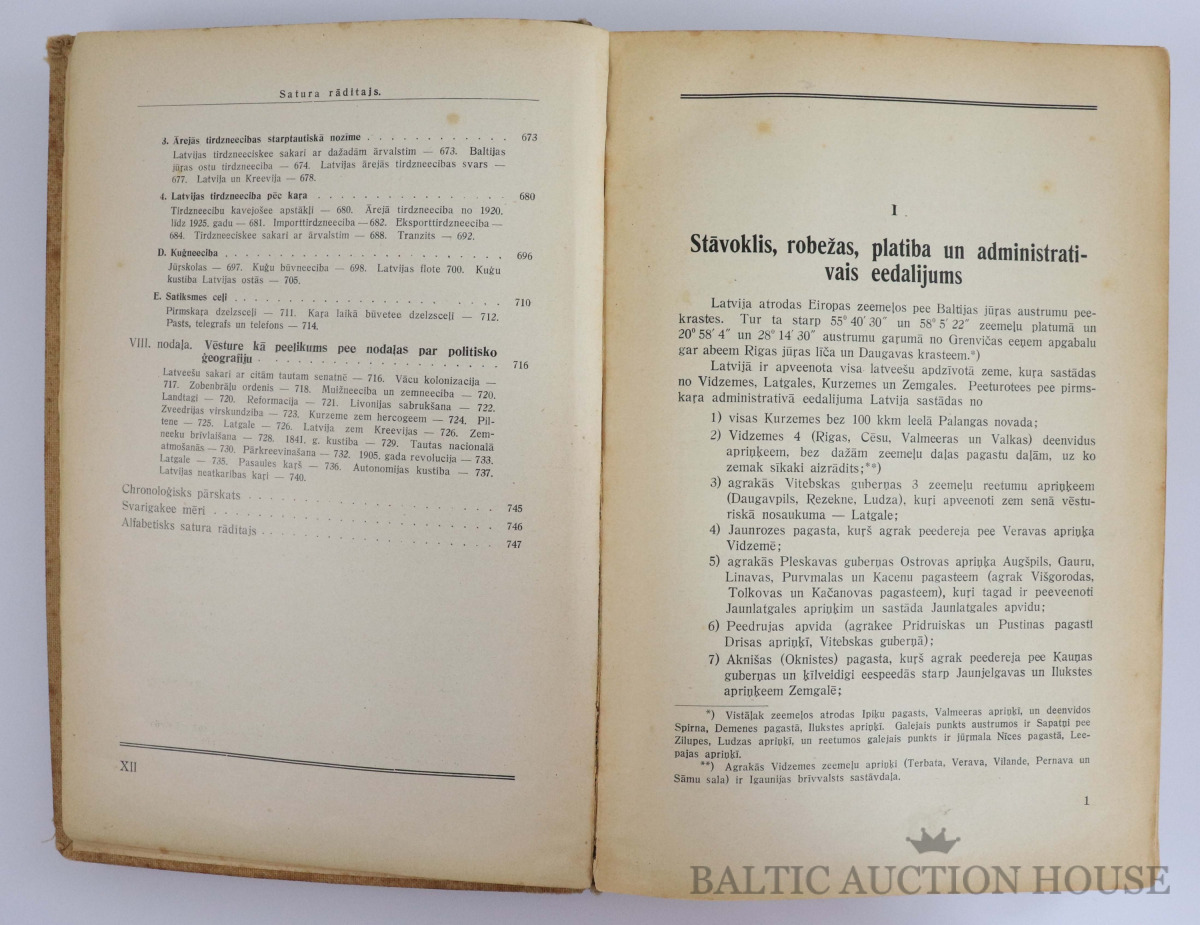 Satura rādītajs.
3. Ārejās tirdzneecibas starptautiskā nozime . . . . . . . . . . . . 673
Latvijas tirdzneeciskee sakari ar dažadām ārvalstim — 673. Baltijas
jūŗas ostu tirdzneeciba — 674. Latvijas ārejās tirdzneecibas svars —
677. Latvija un Kreevija — 678.
4. Latvijas tirdzneeciba pēc kaŗa . . . . . . . . . . . . . . . . 680
Tirdzneecibu kavejošee apstākļi — 680. Ārejā tirdzneeciba no 1920.
līdz 1925. gadu — 681. Importtirdzneeciba — 682. Eksporttirdzneeciba —
684. Tirdzneeciskee sakari ar ārvalstim — 688. Tranzits — 692.
D. Kuģneeciba . . . . . . . . . . . . . . . . . . . . . . . . . 696
Jūŗskolas — 697. Kuģu būvneeciba — 698. Latvijas flote 700. Kuģu
kustiba Latvijas ostās — 705.
E. Satiksmes ceļi . . . . . . . . . . . . . . . . . . . . . . . 710
Pirmskaŗa dzelzsceļi — 711. Kaŗa laikā būvetee dzelzsceļi — 712.
Pasts, telegrafs un telefons — 714.
VIII. nodaļa. Vēsture kā peeļikums pee nodaļas par politisko
ģeografiju . . . . . . . . . . . . . . . . . . . . . . 716
Latveešu sakari ar citām tautam senatnē — 716. Vācu kolonizacija —
717. Zobenbrāļu ordenis — 718. Muižneeciba un zemneeciba — 720.
Landtagi — 720. Reformacija — 721. Livonijas sabrukšana — 722.
Zveedrijas virskundziba — 723. Kurzeme zem hercogeem — 724. Pil-
tene — 725. Latgale — 726. Latvija zem Kreevijas — 726. Zem-
neeku brīvlaišana — 728. 1841. g. kustiba — 729. Tautas nacionalā
atmošanās — 730. Pārkreevinašana — 732. 1905. gada revolucija — 733.
Latgale — 735. Pasaules kaŗš — 736. Autonomijas kustiba — 737.
Latvijas neatkaribas kaŗi — 740.
Chronoloģisks pārskats . . . . . . . . . . . . . . . . . . . . 745
Svarigakee mēri . . . . . . . . . . . . . . . . . . . . . . . 746
Alfabetisks satura rādītajs . . . . . . . . . . . . . . . . . . 747
XII
I
Stāvoklis, robežas, platiba un administrati-
vais eedalijums
Latvija atrodas Eiropas zeemeļos pee Baltijas jūŗas austrumu pee-
krastes. Tur ta starp 55° 40′ 30″ un 58° 5′ 22″ zeemeļu platumā un
20° 58′ 4″ un 28° 14′ 30″ austrumu gaŗumā no Grenvičas eeņem apgabalu
gar abeem Rigas jūŗas līča un Daugavas krasteem.*)
Latvijā ir apveenota visa latveešu apdzīvotā zeme, kuŗa sastādas
no Vidzemes, Latgales, Kurzemes un Zemgales. Peeturotees pee pirms-
kaŗa administrativā eedalijuma Latvija sastādas no
1) visas Kurzemes bez 100 kkm leelā Palangas novada;
2) Vidzemes 4 (Rigas, Cēsu, Valmeeras un Valkas) deenvidus
apriņķeem, bez dažām zeemeļu daļas pagastu daļām, uz ko
zemak sīkaki aizrādits;**)
3) agrakās Vitebskas guberņas 3 zeemeļu reetumu apriņķeem
(Daugavpils, Rezekne, Ludza), kuŗi apveenoti zem senā vēstu-
riskā nosaukuma — Latgale;
4) Jaunrozes pagasta, kuŗš agrak peedereja pee Veravas apriņķa
Vidzemē;
5) agrakās Pleskavas guberņas Ostrovas apriņķa Augšpils, Gauru,
Linavas, Purvmalas un Kacenu pagasteem (agrak Višgorodas,
Tolkovas un Kačanovas pagasteem), kuŗi tagad ir peeveenoti
Jaunlatgales apriņķim un sastāda Jaunlatgales apvidu;
6) Peedrujas apvida (agrakee Pridruiskas un Pustinas pagasti
Drisas apriņķī, Vitebskas guberņā);
7) Aknišas (Oknistes) pagasta, kuŗš agrak peedereja pee Kauņas
guberņas un ķīlveidigi eespeedās starp Jaunjelgavas un Ilukstes
apriņķeem Zemgalē;
*) Vistāļak zeemeļos atrodas Ipiķu pagasts, Valmeeras apriņķī, un deenvidos
Spirna, Demenes pagastā, Ilukstes apriņķī. Galejais punkts austrumos ir Sapatņi pee
Zilupes, Ludzas apriņķī, un reetumos galejais punkts ir jūŗmala Nīces pagastā, Lee-
pajas apriņķī.
**) Agrakās Vidzemes zeemeļu apriņķi (Terbata, Verava, Vilande, Pernava un
Sāmu sala) ir Igaunijas brīvvalsts sastāvdaļa.
1
BALTIC AUCTION HOUSE